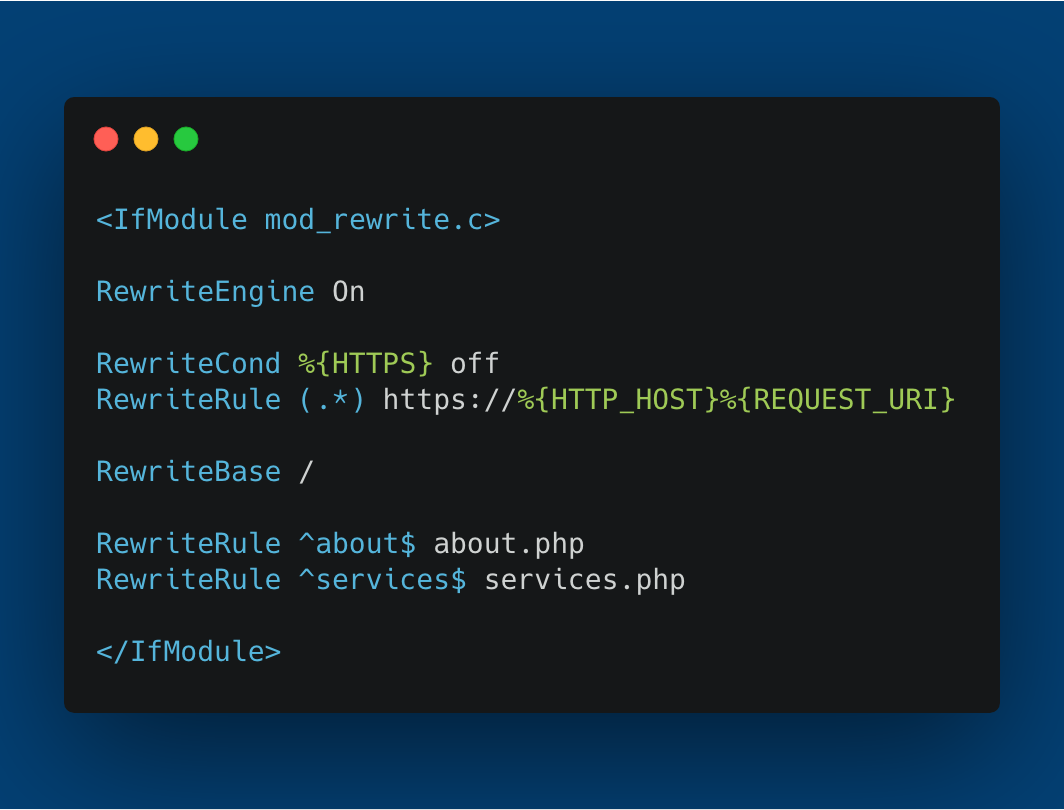 <IfModule mod_rewrite.c>
RewriteEngine On
RewriteCond %{HTTPS} off
RewriteRule (.*) https://%{HTTP_HOST}%{REQUEST_URI}
RewriteBase /
RewriteRule ^about$ about.php
RewriteRule ^services$ services.php
</IfModule>